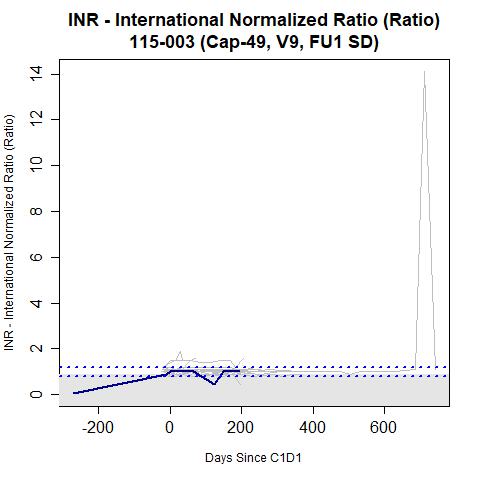 INR - International Normalized Ratio (Ratio)
115-003 (Cap-49, V9, FU1 SD)
INR - International Normalized Ratio (Ratio)
14
12
10
8
6
4
2
0
-200 0 200 400 600
Days Since C1D1